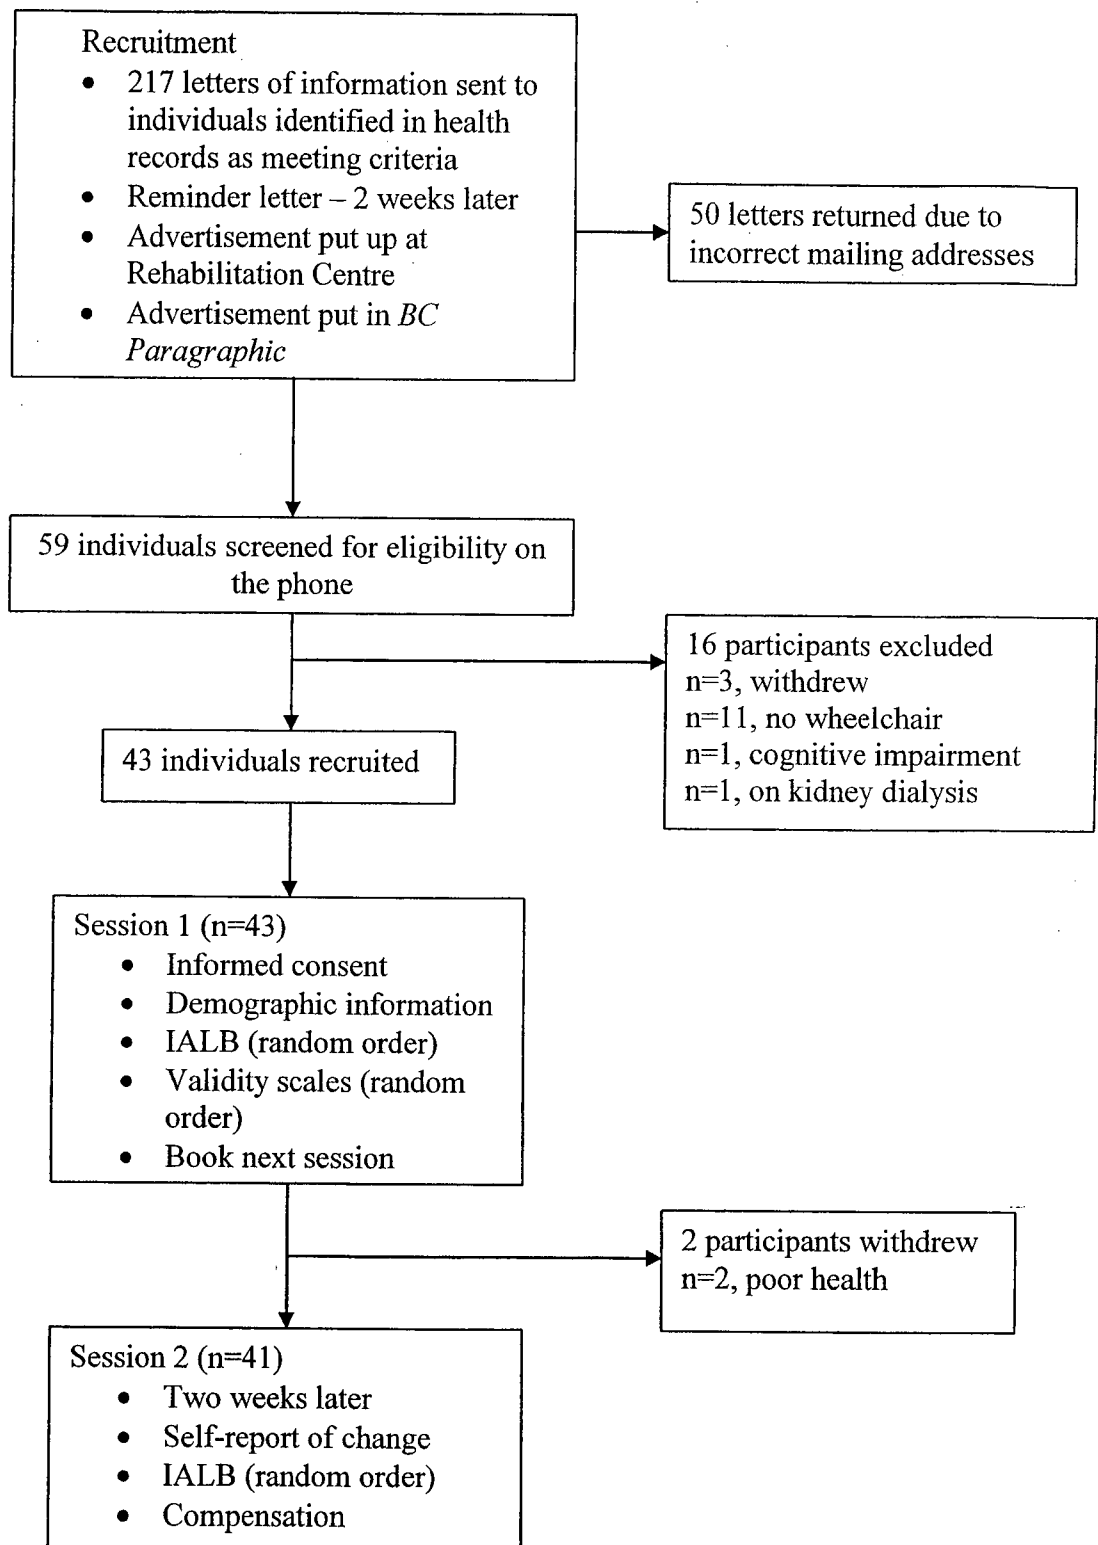 Recruitment
• 217 letters of information sent to
individuals identified in health
records as meeting criteria
• Reminder letter – 2 weeks later
• Advertisement put up at
Rehabilitation Centre
• Advertisement put in BC
Paragraphic
50 letters returned due to
incorrect mailing addresses
59 individuals screened for eligibility on
the phone
16 participants excluded
n=3, withdrew
n=11, no wheelchair
n=1, cognitive impairment
n=1, on kidney dialysis
43 individuals recruited
Session 1 (n=43)
• Informed consent
• Demographic information
• IALB (random order)
• Validity scales (random
order)
• Book next session
2 participants withdrew
n=2, poor health
Session 2 (n=41)
• Two weeks later
• Self-report of change
• IALB (random order)
• Compensation